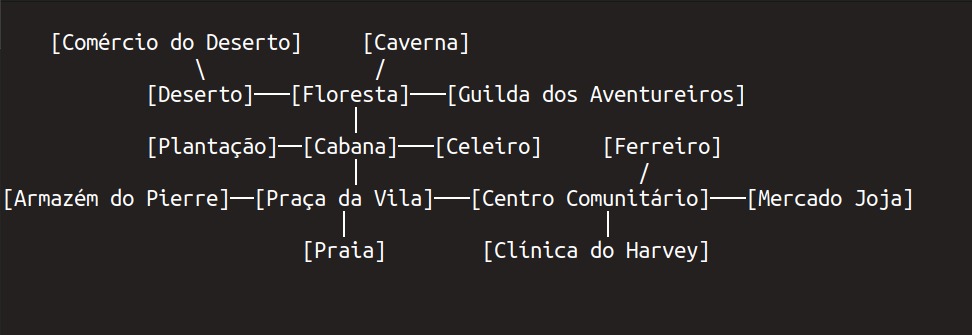 [Comércio do Deserto] [Caverna]
\ /
[Deserto]──[Floresta]──[Guilda dos Aventureiros]
|
[Plantação]─[Cabana]──[Celeiro] [Ferreiro]
| /
[Armazém do Pierre]─[Praça da Vila]──[Centro Comunitário]──[Mercado Joja]
| |
[Praia] [Clínica do Harvey]